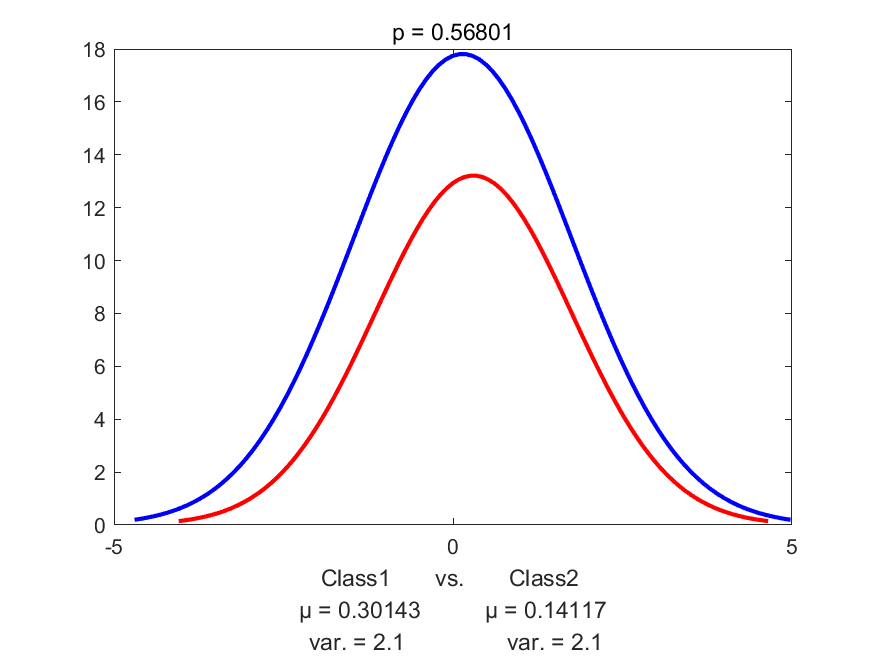 p = 0.56801
18
16
14
12
10
8
6
4
2
0
-5 0 5
Class1 vs. Class2
μ = 0.30143 μ = 0.14117
var. = 2.1 var. = 2.1